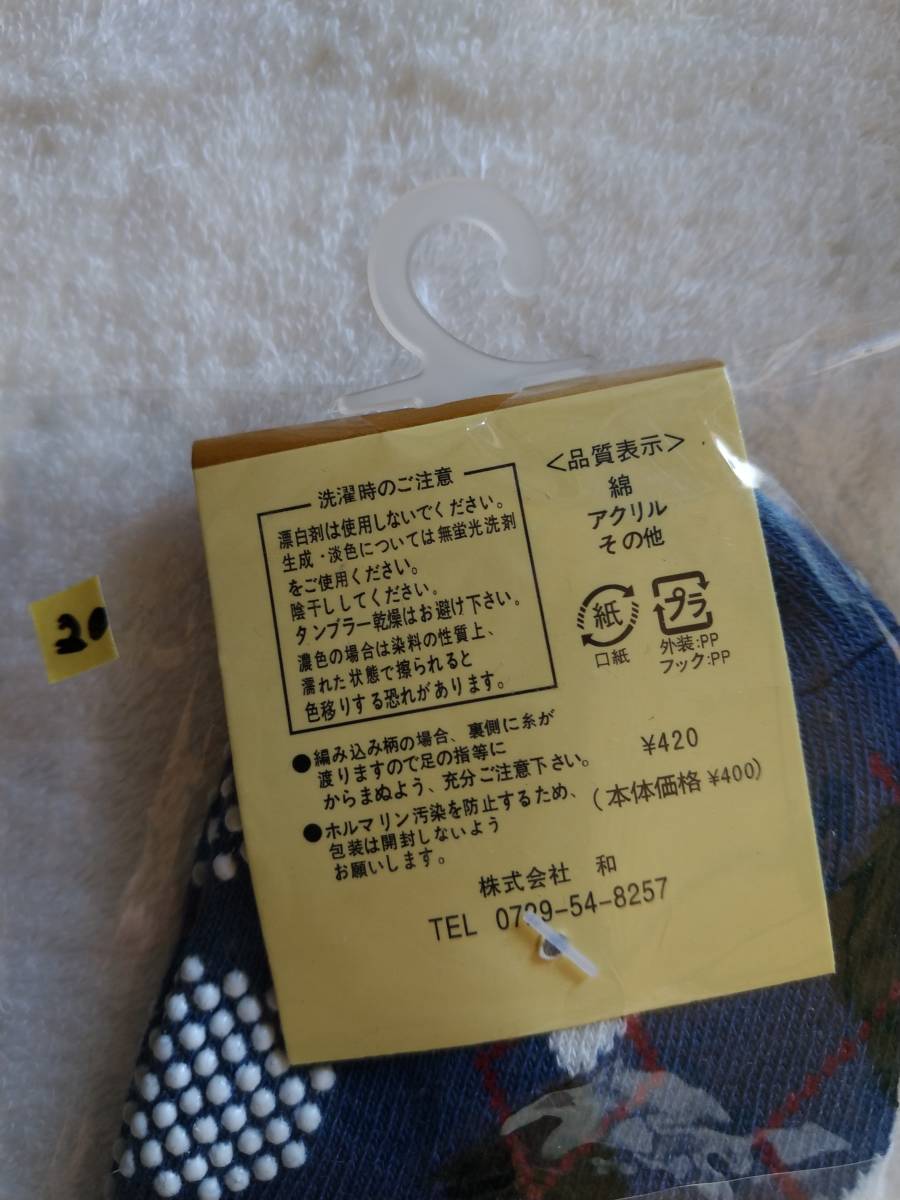 洗濯時のご注意
漂白剤は使用しないでください。
生成・淡色については無蛍光洗剤
をご使用ください。
陰干ししてください。
タンブラー乾燥はお避け下さい。
濃色の場合は染料の性質上、
濡れた状態で擦られると
色移りする恐れがあります。
●編み込み柄の場合、裏側に糸が
渡りますので足の指等に
からまぬよう、充分ご注意下さい。
●ホルマリン汚染を防止するため、
包装は開封しないよう
お願いします。
<品質表示>
綿
アクリル
その他
紙
口紙
プラ
外装:PP
フック:PP
¥420
(本体価格 ¥400)
株式会社 和
TEL 0729-54-8257
20